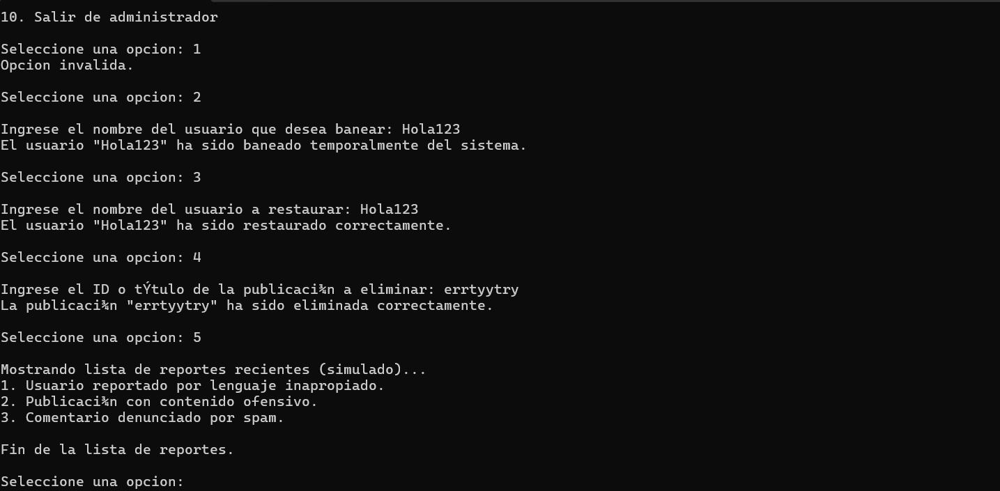 10. Salir de administrador
Seleccione una opcion: 1
Opcion invalida.
Seleccione una opcion: 2
Ingrese el nombre del usuario que desea banear: Hola123
El usuario "Hola123" ha sido baneado temporalmente del sistema.
Seleccione una opcion: 3
Ingrese el nombre del usuario a restaurar: Hola123
El usuario "Hola123" ha sido restaurado correctamente.
Seleccione una opcion: 4
Ingrese el ID o tÝtulo de la publicaci¾n a eliminar: errtyytry
La publicaci¾n "errtyytry" ha sido eliminada correctamente.
Seleccione una opcion: 5
Mostrando lista de reportes recientes (simulado)...
1. Usuario reportado por lenguaje inapropiado.
2. Publicaci¾n con contenido ofensivo.
3. Comentario denunciado por spam.
Fin de la lista de reportes.
Seleccione una opcion: